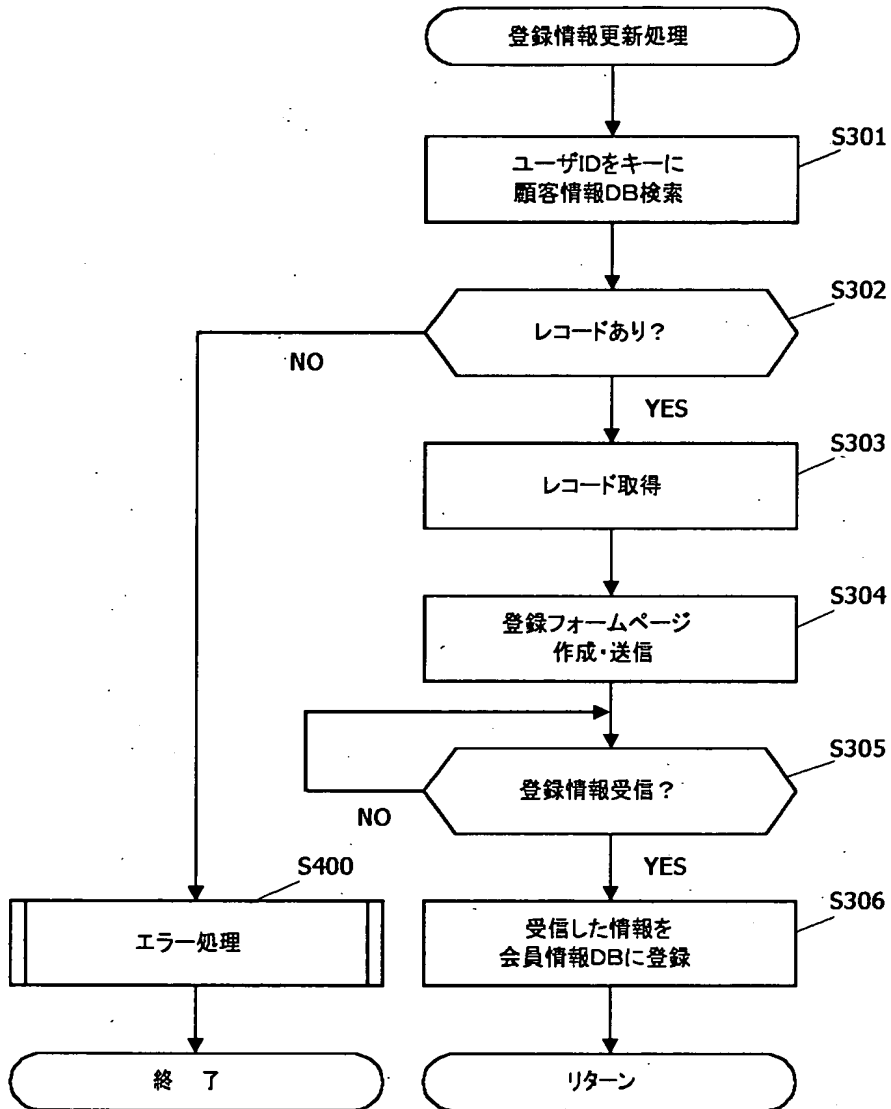 登録情報更新処理
S301
ユーザIDをキーに
顧客情報DB検索
S302
レコードあり？
NO
YES
S303
レコード取得
S304
登録フォームページ
作成・送信
S305
登録情報受信？
NO
YES
S400
エラー処理
S306
受信した情報を
会員情報DBに登録
終 了
リターン